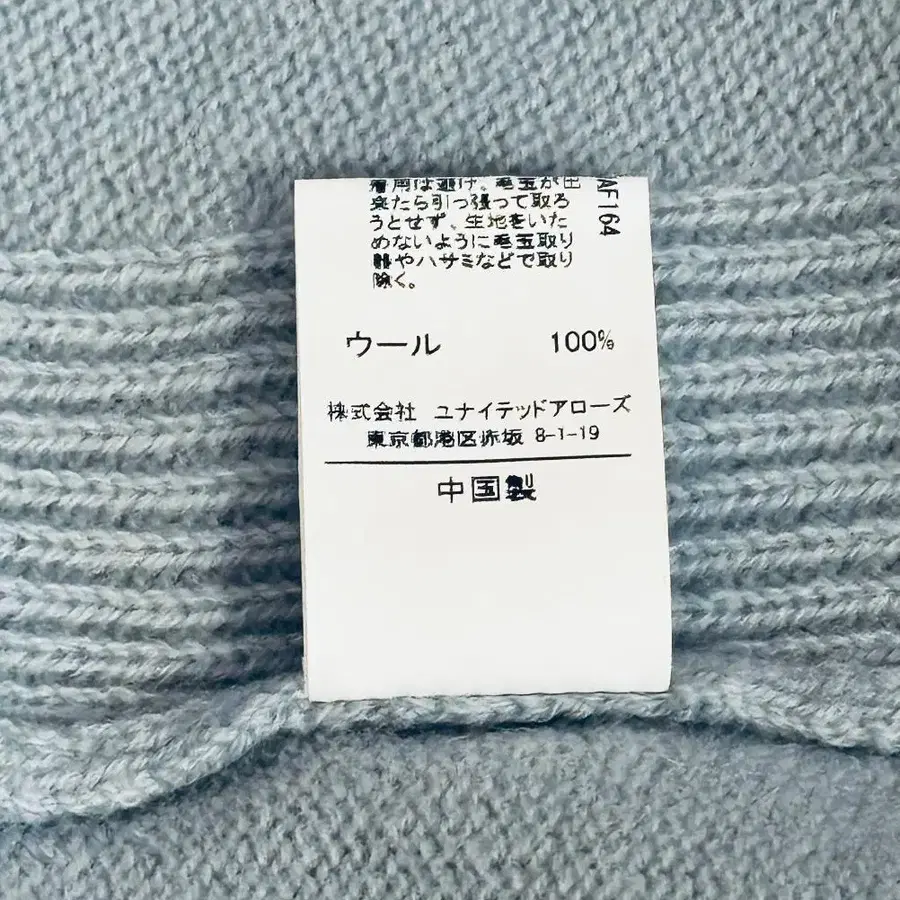 着用は避け、毛玉が出
来たら引っ張って取ろ
うとせず、生地をいた
めないように毛玉取り
器やハサミなどで取り
除く。
AF164
ウール 100%
株式会社 ユナイテッドアローズ
東京都港区赤坂 8-1-19
中国製